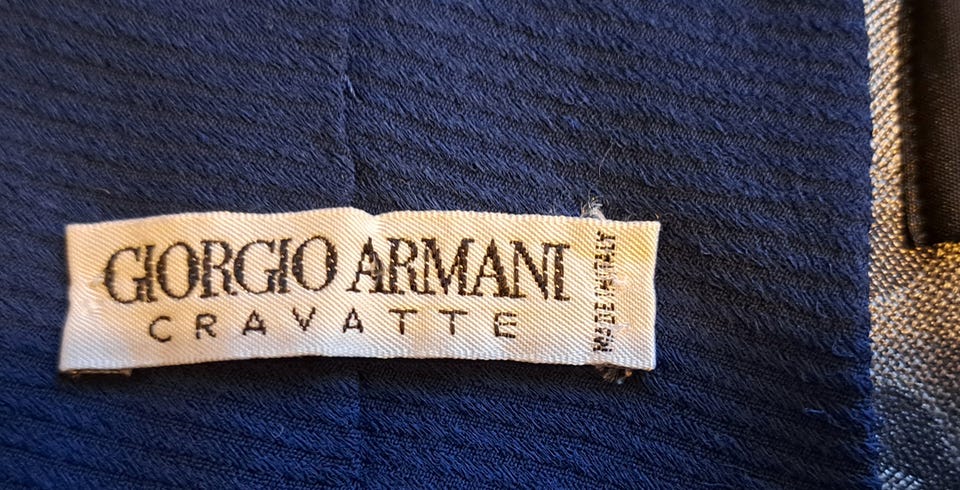 GIORGIO ARMANI
CRAVATTE
MADE IN ITALY